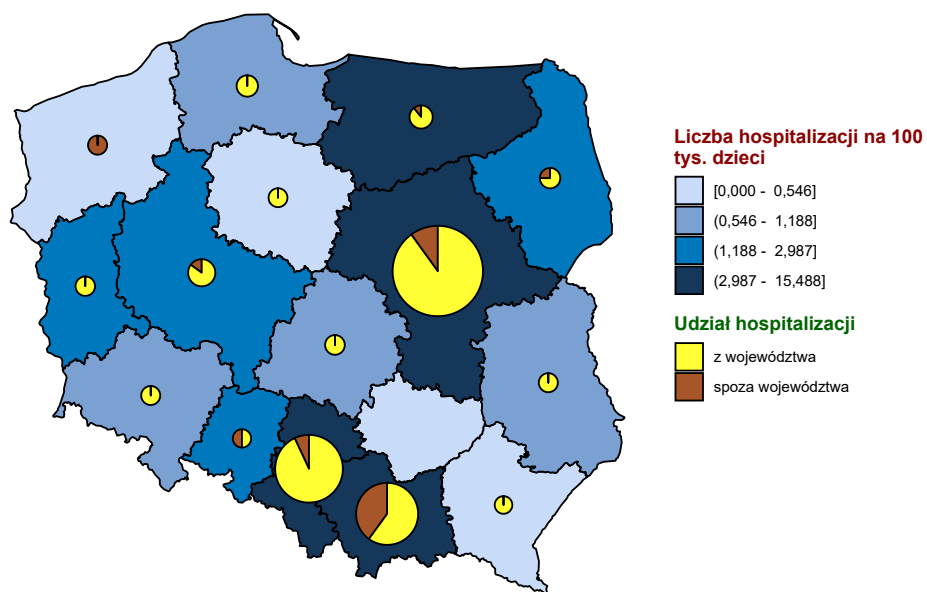 Liczba hospitalizacji na 100
tys. dzieci
[0,000 - 0,546]
(0,546 - 1,188]
(1,188 - 2,987]
(2,987 - 15,488]
Udział hospitalizacji
z województwa
spoza województwa